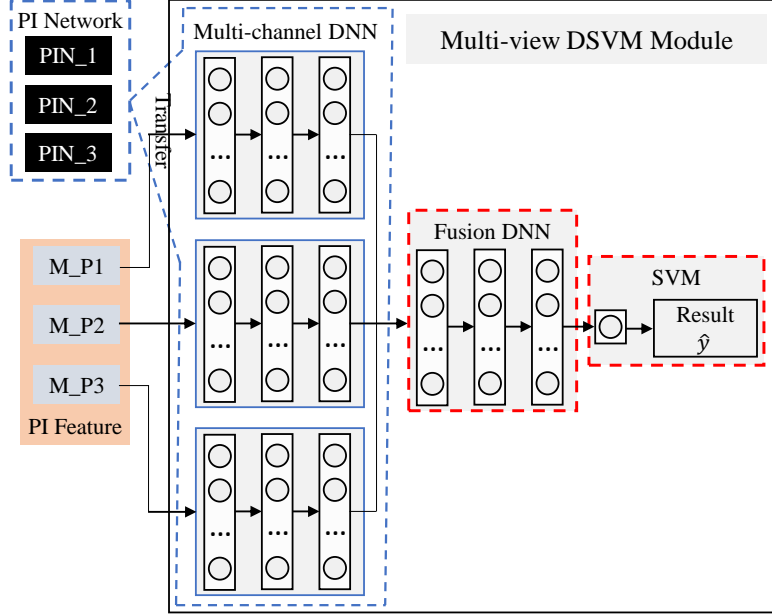 PI Network
PIN_1
PIN_2
PIN_3
Multi-channel DNN
Multi-view DSVM Module
Transfer
...
...
...
M_P1
M_P2
M_P3
PI Feature
...
...
...
Fusion DNN
...
...
...
SVM
Result
ŷ
...
...
...